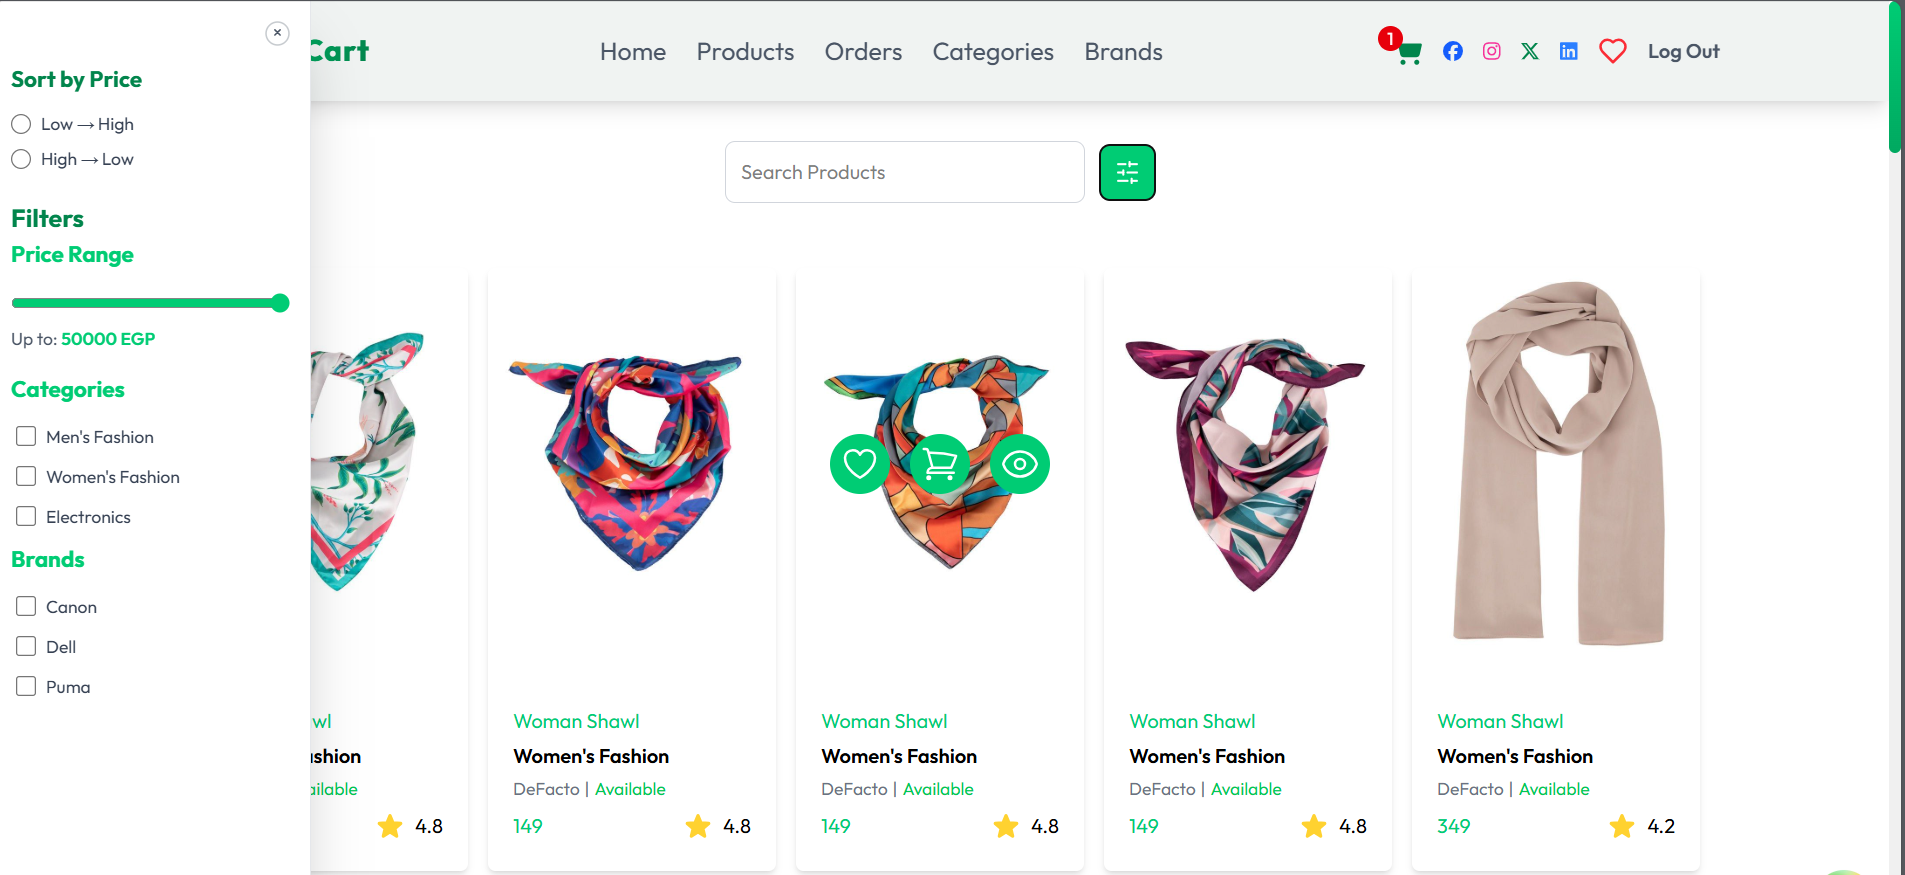 Sort by Price
Low → High
High → Low
Filters
Price Range
Up to: 50000 EGP
Categories
Men's Fashion
Women's Fashion
Electronics
Brands
Canon
Dell
Puma
Cart
Home Products Orders Categories Brands
1
Log Out
Search Products
wl
shion
ailable
4.8
Woman Shawl
Women's Fashion
DeFacto | Available
149 4.8
Woman Shawl
Women's Fashion
DeFacto | Available
149 4.8
Woman Shawl
Women's Fashion
DeFacto | Available
149 4.8
Woman Shawl
Women's Fashion
DeFacto | Available
349 4.2